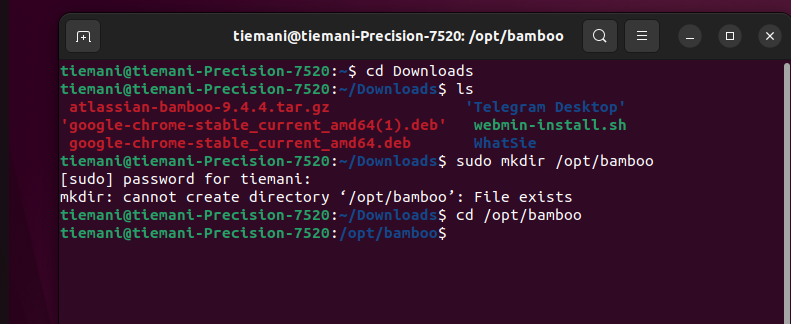 tiemani@tiemani-Precision-7520: /opt/bamboo
tiemani@tiemani-Precision-7520:~$ cd Downloads
tiemani@tiemani-Precision-7520:~/Downloads$ ls
atlassian-bamboo-9.4.4.tar.gz 'Telegram Desktop'
'google-chrome-stable_current_amd64(1).deb' webmin-install.sh
google-chrome-stable_current_amd64.deb WhatSie
tiemani@tiemani-Precision-7520:~/Downloads$ sudo mkdir /opt/bamboo
[sudo] password for tiemani:
mkdir: cannot create directory ‘/opt/bamboo’: File exists
tiemani@tiemani-Precision-7520:~/Downloads$ cd /opt/bamboo
tiemani@tiemani-Precision-7520:/opt/bamboo$